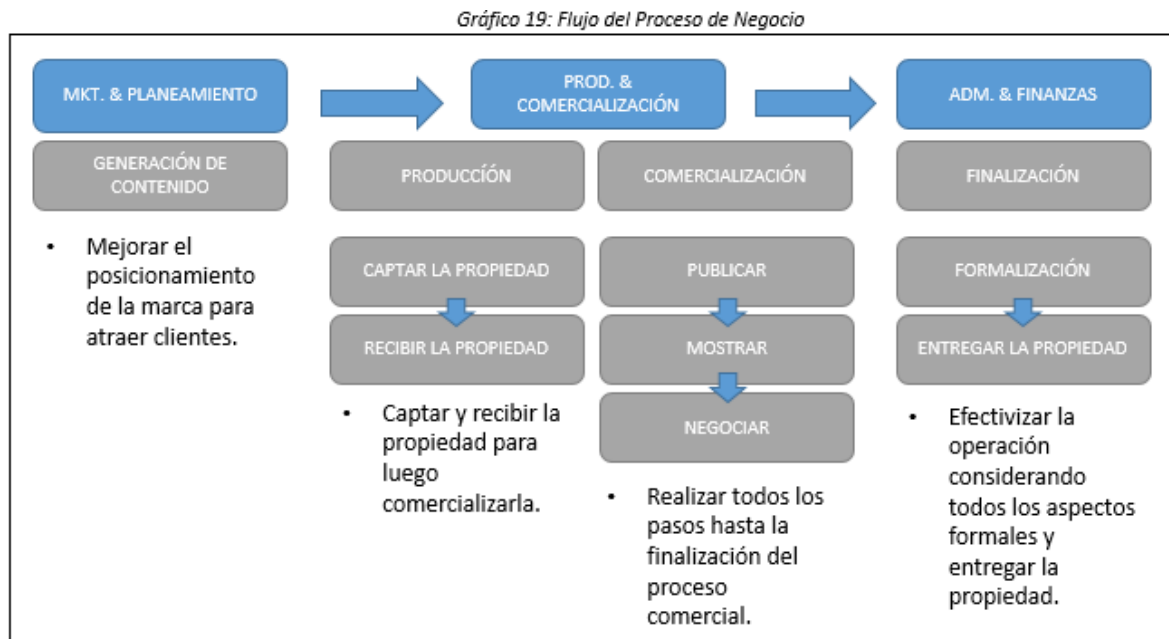 Gráfico 19: Flujo del Proceso de Negocio
MKT. & PLANEAMIENTO
PROD. &
COMERCIALIZACIÓN
ADM. & FINANZAS
GENERACIÓN DE
CONTENIDO
PRODUCCÍÓN
COMERCIALIZACIÓN
FINALIZACIÓN
• Mejorar el
posicionamiento
de la marca para
atraer clientes.
CAPTAR LA PROPIEDAD
RECIBIR LA PROPIEDAD
• Captar y recibir la
propiedad para
luego
comercializarla.
PUBLICAR
MOSTRAR
NEGOCIAR
• Realizar todos los
pasos hasta la
finalización del
proceso
comercial.
FORMALIZACIÓN
ENTREGAR LA PROPIEDAD
• Efectivizar la
operación
considerando
todos los aspectos
formales y
entregar la
propiedad.